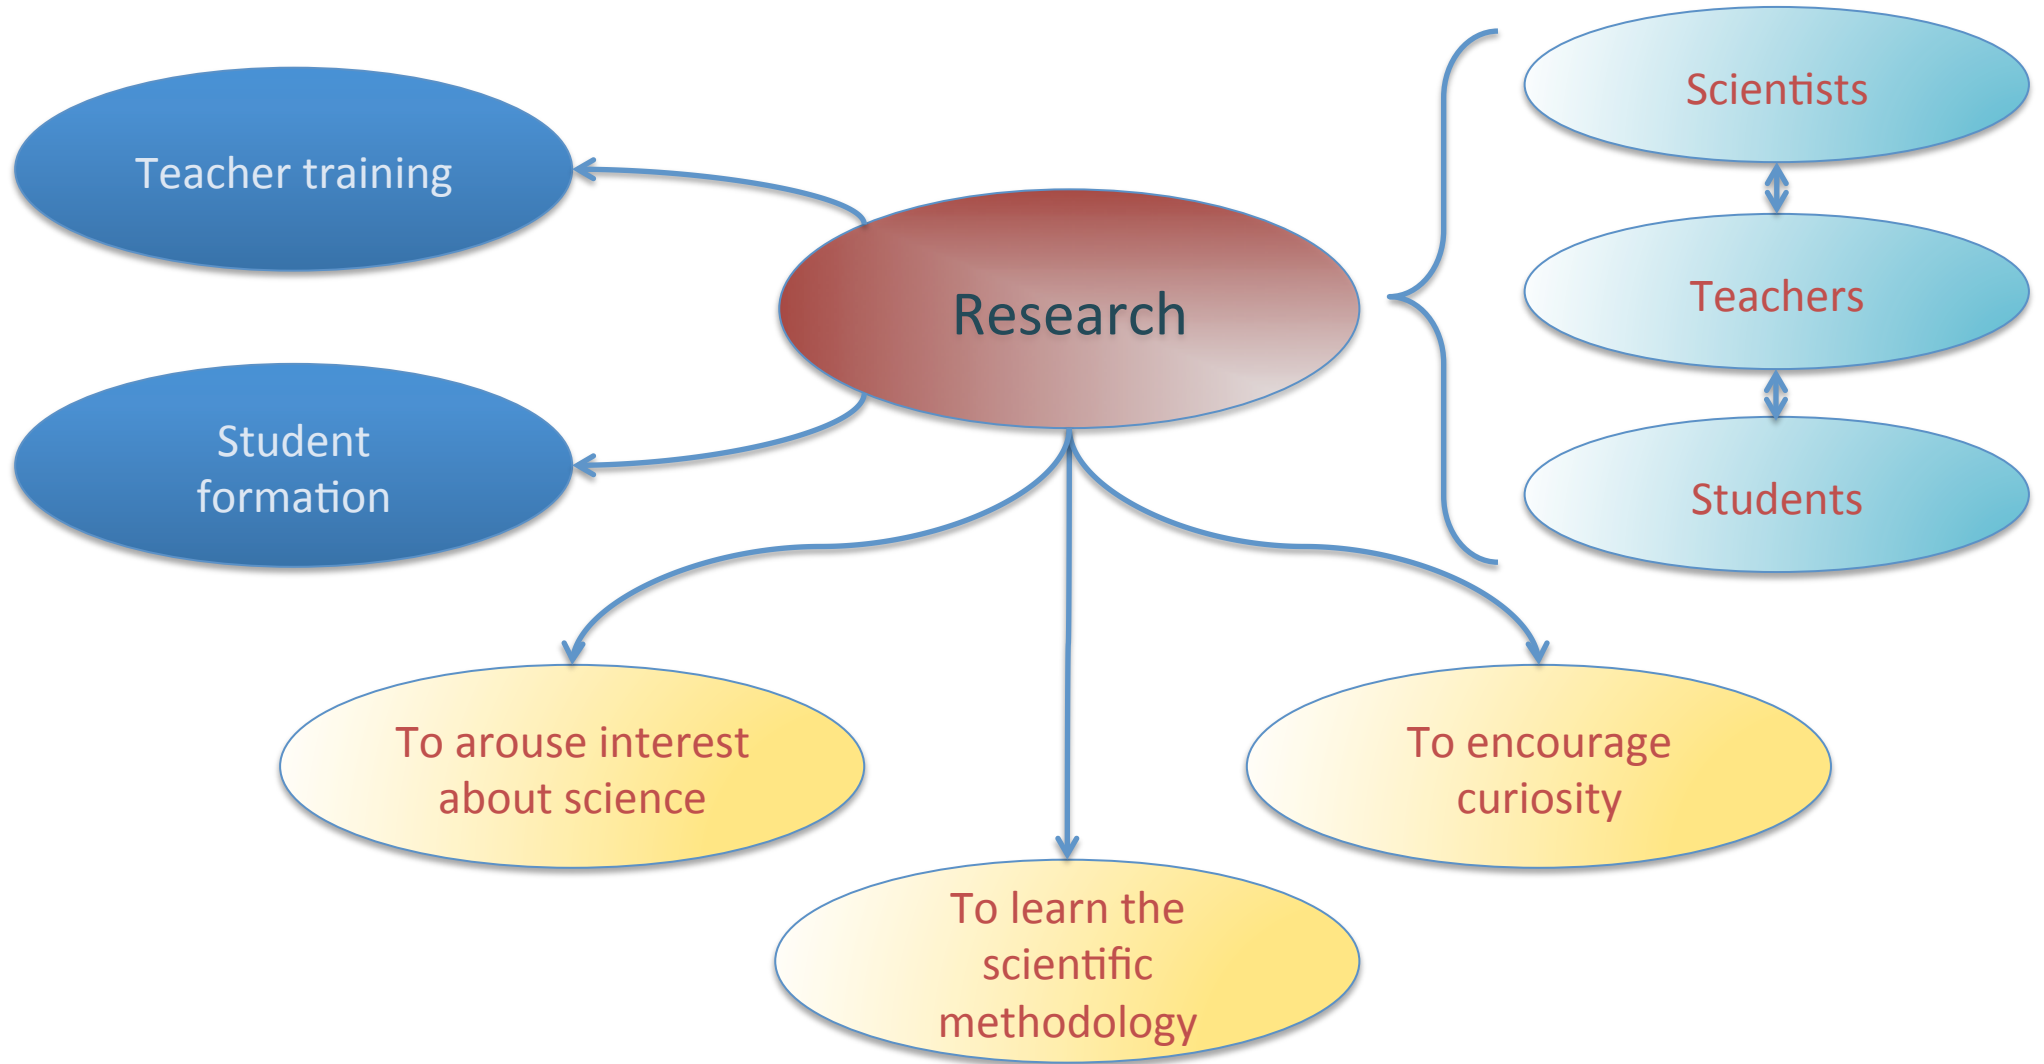 Teacher training
Student
formation
Research
Scientists
Teachers
Students
To arouse interest
about science
To learn the
scientific
methodology
To encourage
curiosity